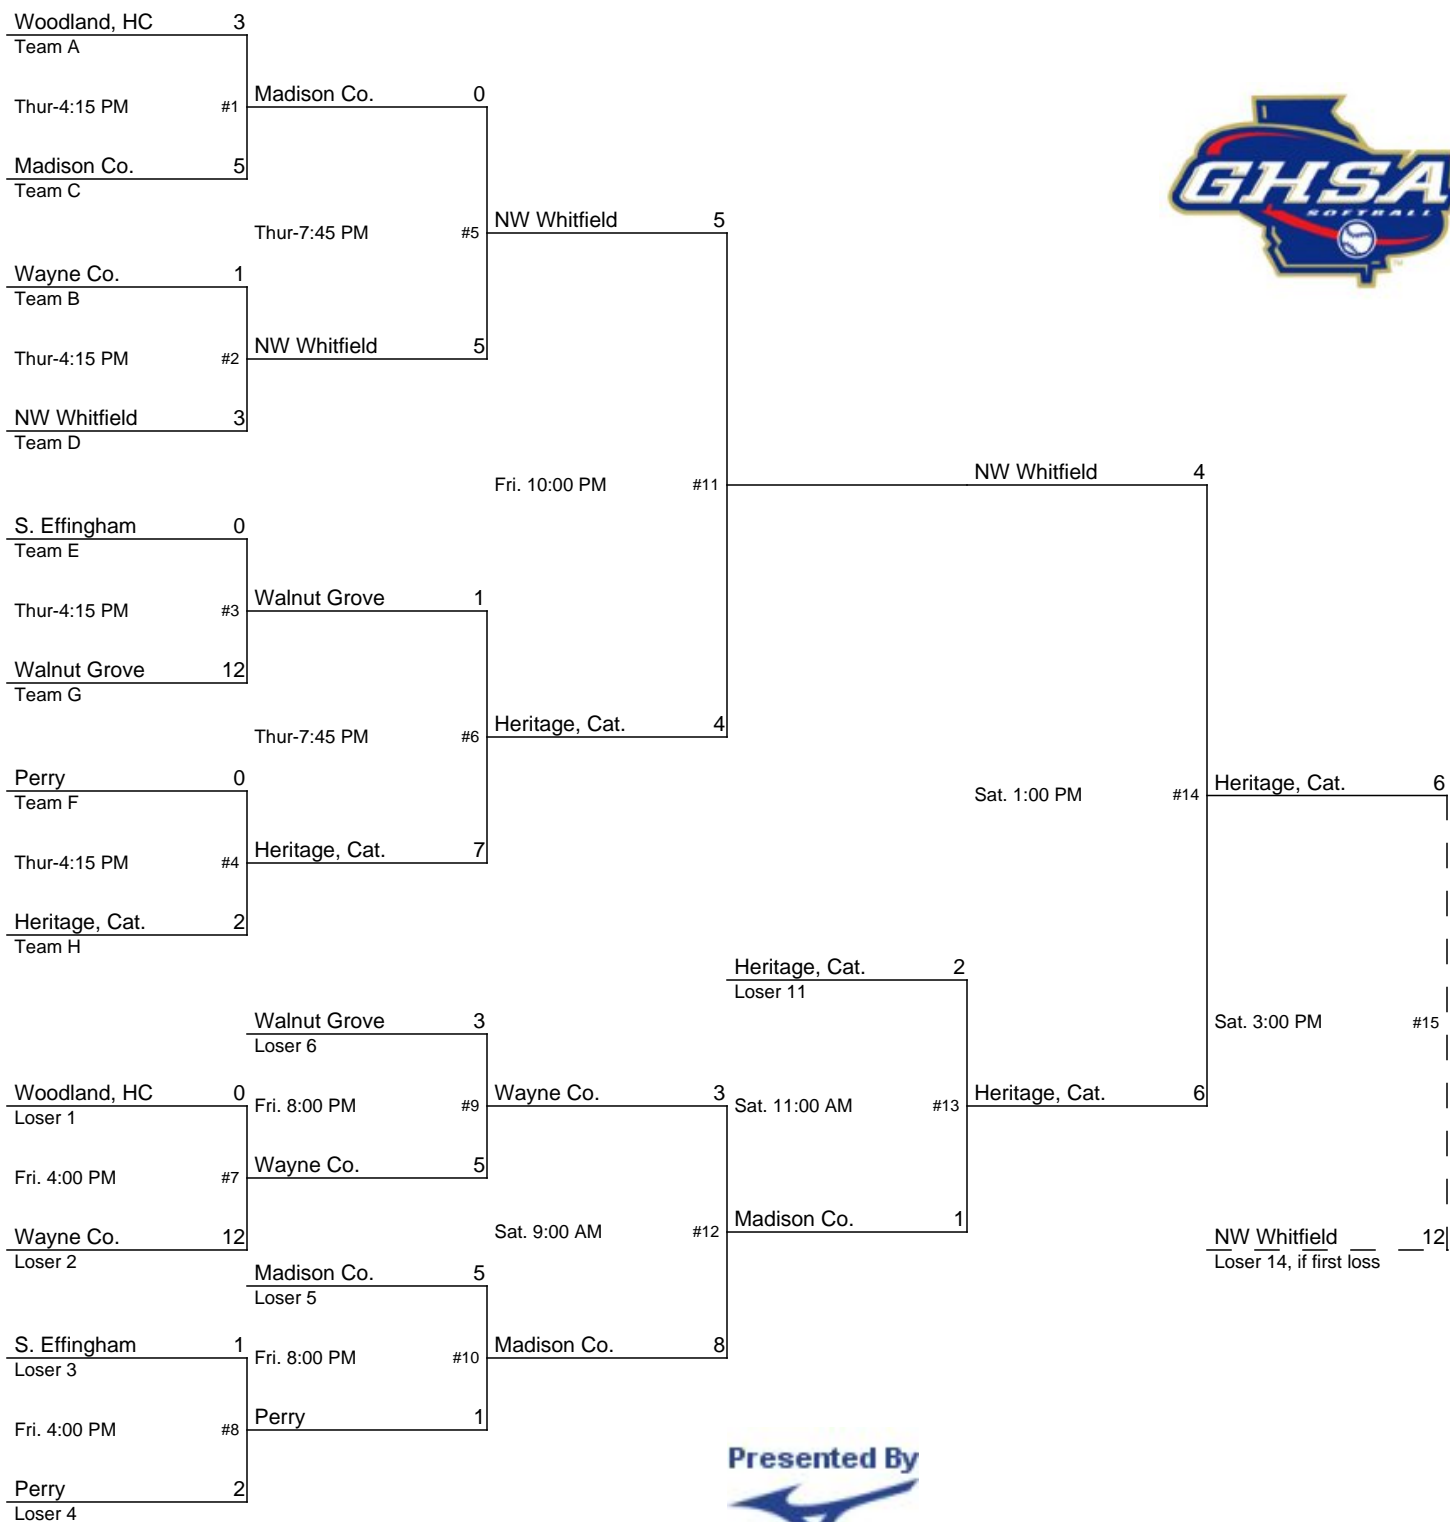 Woodland, HC 3
Team A
Thur-4:15 PM #1
Madison Co. 0
Madison Co. 5
Team C
Thur-7:45 PM #5
NW Whitfield 5
GHSA
SOFTBALL
TM
Wayne Co. 1
Team B
Thur-4:15 PM #2
NW Whitfield 5
NW Whitfield 3
Team D
Fri. 10:00 PM #11
NW Whitfield 4
S. Effingham 0
Team E
Thur-4:15 PM #3
Walnut Grove 1
Walnut Grove 12
Team G
Thur-7:45 PM #6
Heritage, Cat. 4
Perry 0
Team F
Thur-4:15 PM #4
Heritage, Cat. 7
Heritage, Cat. 2
Team H
Sat. 1:00 PM #14
Heritage, Cat. 6
Heritage, Cat. 2
Loser 11
Walnut Grove 3
Loser 6
Sat. 3:00 PM #15
Woodland, HC 0
Loser 1
Fri. 8:00 PM #9
Wayne Co. 3
Sat. 11:00 AM #13
Heritage, Cat. 6
Fri. 4:00 PM #7
Wayne Co. 5
Wayne Co. 12
Loser 2
Sat. 9:00 AM #12
Madison Co. 1
NW Whitfield 12
Loser 14, if first loss
Madison Co. 5
Loser 5
S. Effingham 1
Loser 3
Fri. 8:00 PM #10
Madison Co. 8
Fri. 4:00 PM #8
Perry 1
Perry 2
Loser 4
Presented By